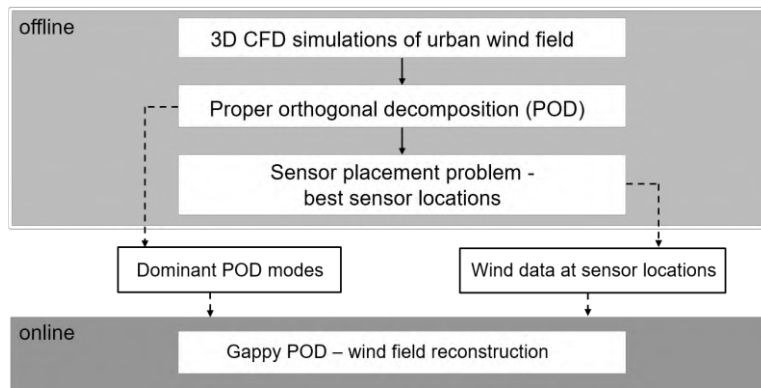 offline
3D CFD simulations of urban wind field
Proper orthogonal decomposition (POD)
Sensor placement problem -
best sensor locations
Dominant POD modes
Wind data at sensor locations
online
Gappy POD – wind field reconstruction